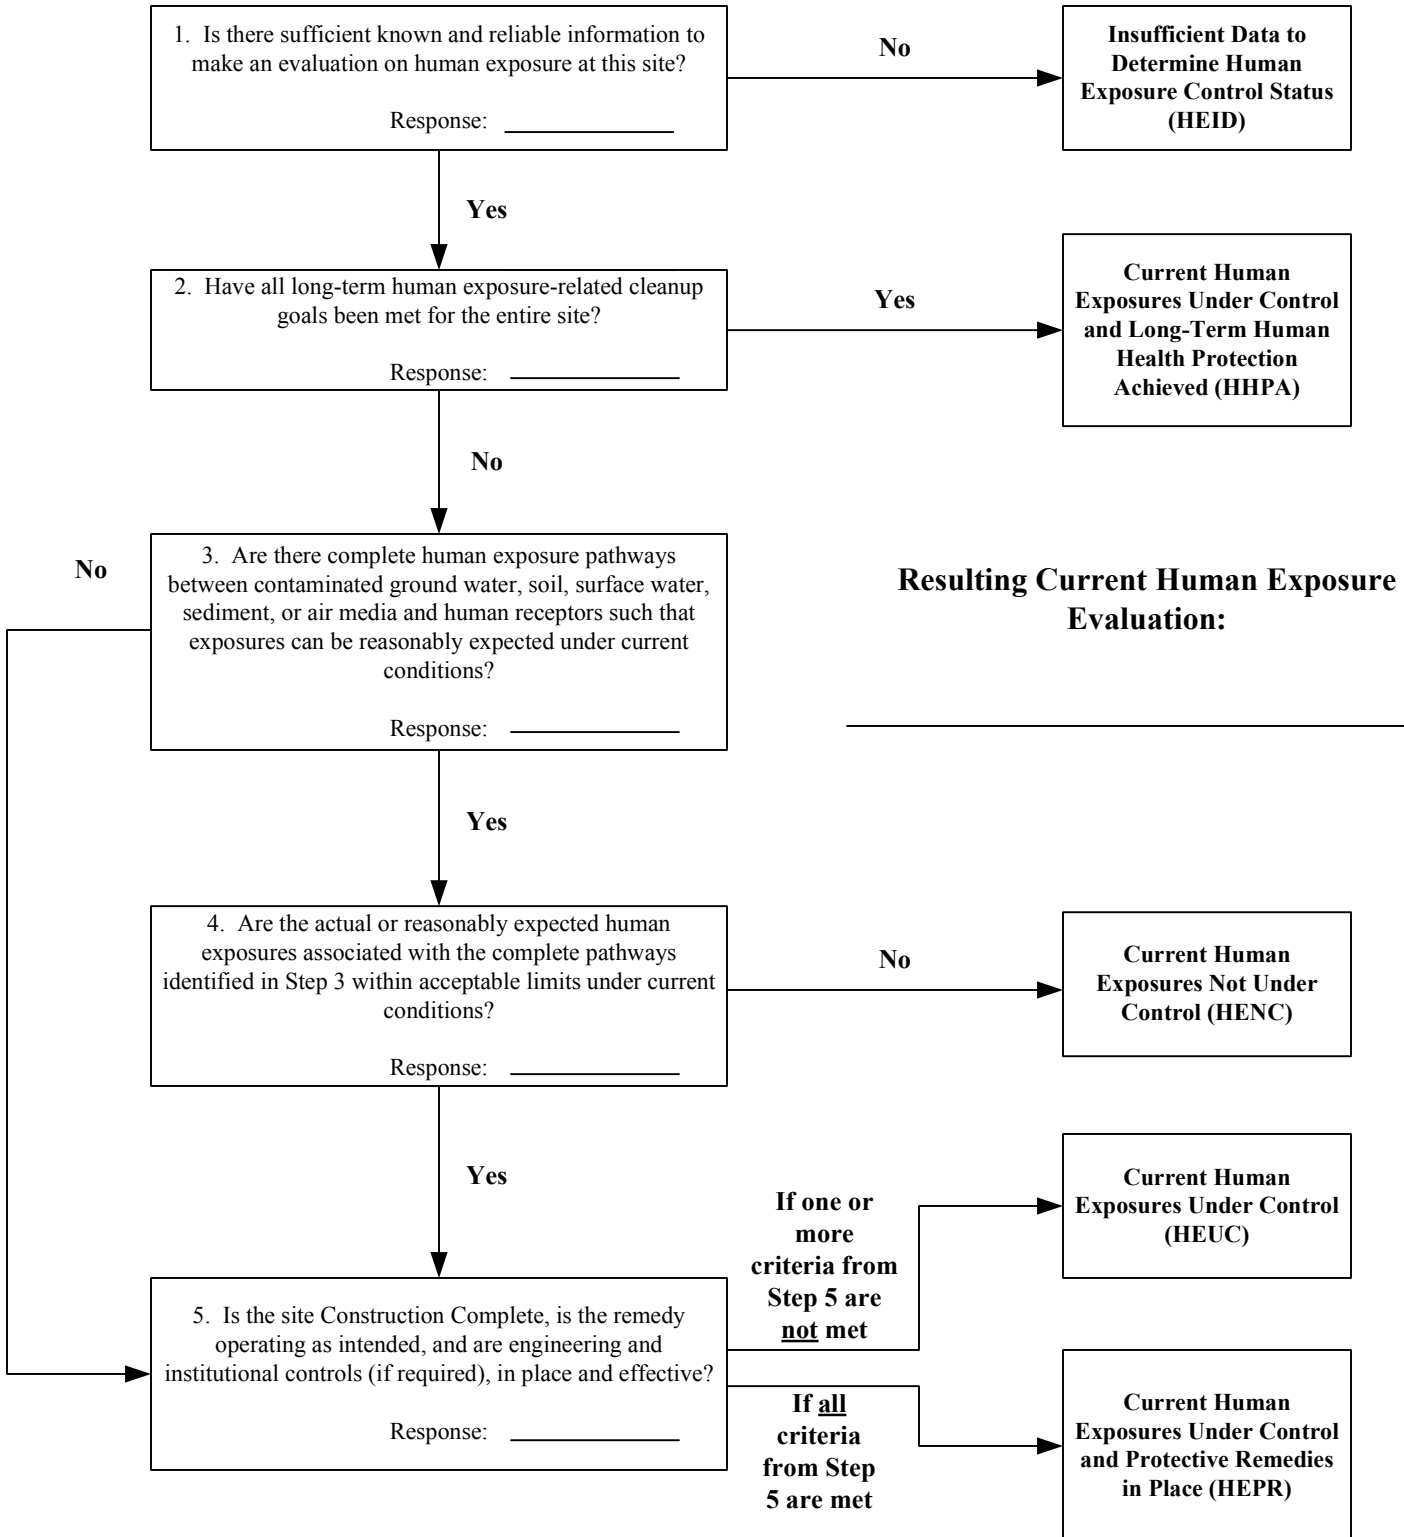 1. Is there sufficient known and reliable information to
make an evaluation on human exposure at this site?
Response:
No
Insufficient Data to
Determine Human
Exposure Control Status
(HEID)
Yes
2. Have all long-term human exposure-related cleanup
goals been met for the entire site?
Response:
Yes
Current Human
Exposures Under Control
and Long-Term Human
Health Protection
Achieved (HHPA)
No
No
3. Are there complete human exposure pathways
between contaminated ground water, soil, surface water,
sediment, or air media and human receptors such that
exposures can be reasonably expected under current
conditions?
Response:
Resulting Current Human Exposure
Evaluation:
Yes
4. Are the actual or reasonably expected human
exposures associated with the complete pathways
identified in Step 3 within acceptable limits under current
conditions?
Response:
No
Current Human
Exposures Not Under
Control (HENC)
Yes
5. Is the site Construction Complete, is the remedy
operating as intended, and are engineering and
institutional controls (if required), in place and effective?
Response:
If one or
more
criteria from
Step 5 are
not met
Current Human
Exposures Under Control
(HEUC)
If all
criteria
from Step
5 are met
Current Human
Exposures Under Control
and Protective Remedies
in Place (HEPR)